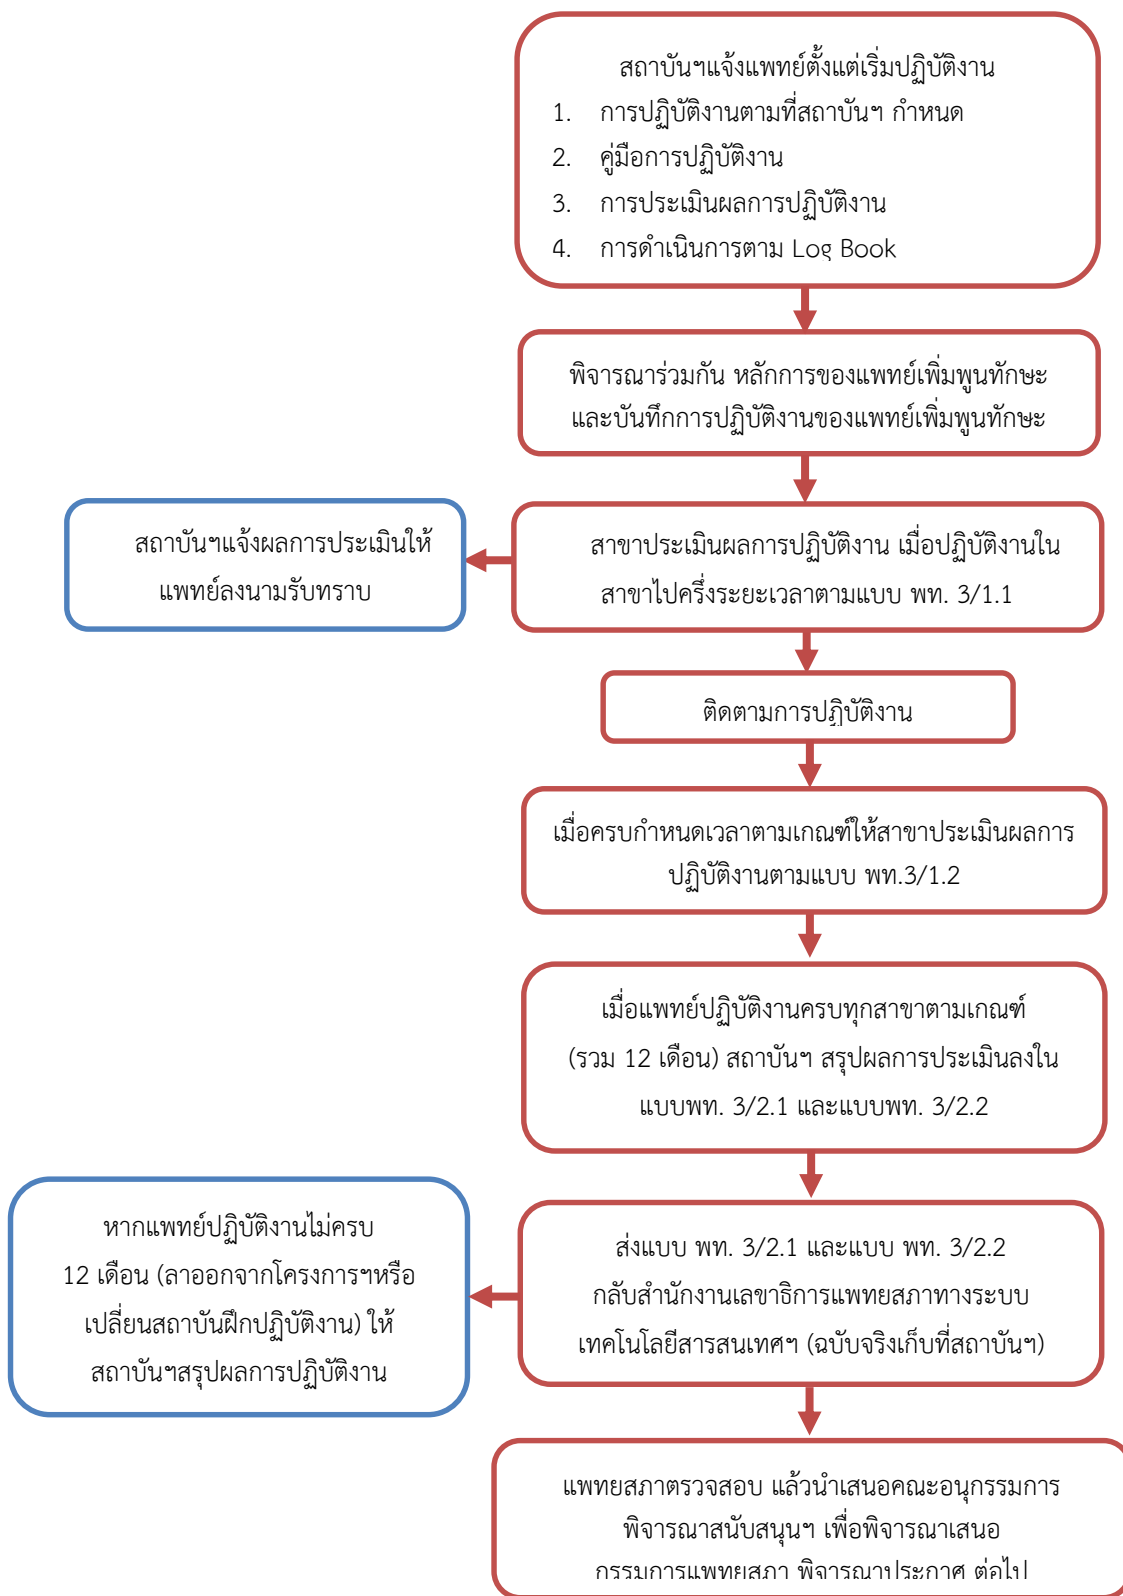 สถาบันฯแจ้งแพทย์ตั้งแต่เริ่มปฏิบัติงาน
1. การปฏิบัติงานตามที่สถาบันฯ กำหนด
2. คู่มือการปฏิบัติงาน
3. การประเมินผลการปฏิบัติงาน
4. การดำเนินการตาม Log Book
พิจารณาร่วมกัน หลักการของแพทย์เพิ่มพูนทักษะ
และบันทึกการปฏิบัติงานของแพทย์เพิ่มพูนทักษะ
สาขาประเมินผลการปฏิบัติงาน เมื่อปฏิบัติงานใน
สาขาไปครึ่งระยะเวลาตามแบบ พท. 3/1.1
สถาบันฯแจ้งผลการประเมินให้
แพทย์ลงนามรับทราบ
ติดตามการปฏิบัติงาน
เมื่อครบกำหนดเวลาตามเกณฑ์ให้สาขาประเมินผลการ
ปฏิบัติงานตามแบบ พท.3/1.2
เมื่อแพทย์ปฏิบัติงานครบทุกสาขาตามเกณฑ์
(รวม 12 เดือน) สถาบันฯ สรุปผลการประเมินลงใน
แบบพท. 3/2.1 และแบบพท. 3/2.2
ส่งแบบ พท. 3/2.1 และแบบ พท. 3/2.2
กลับสำนักงานเลขาธิการแพทยสภาทางระบบ
เทคโนโลยีสารสนเทศฯ (ฉบับจริงเก็บที่สถาบันฯ)
หากแพทย์ปฏิบัติงานไม่ครบ
12 เดือน (ลาออกจากโครงการฯหรือ
เปลี่ยนสถาบันฝึกปฏิบัติงาน) ให้
สถาบันฯสรุปผลการปฏิบัติงาน
แพทยสภาตรวจสอบ แล้วนำเสนอคณะอนุกรรมการ
พิจารณาสนับสนุนฯ เพื่อพิจารณาเสนอ
กรรมการแพทยสภา พิจารณาประกาศ ต่อไป